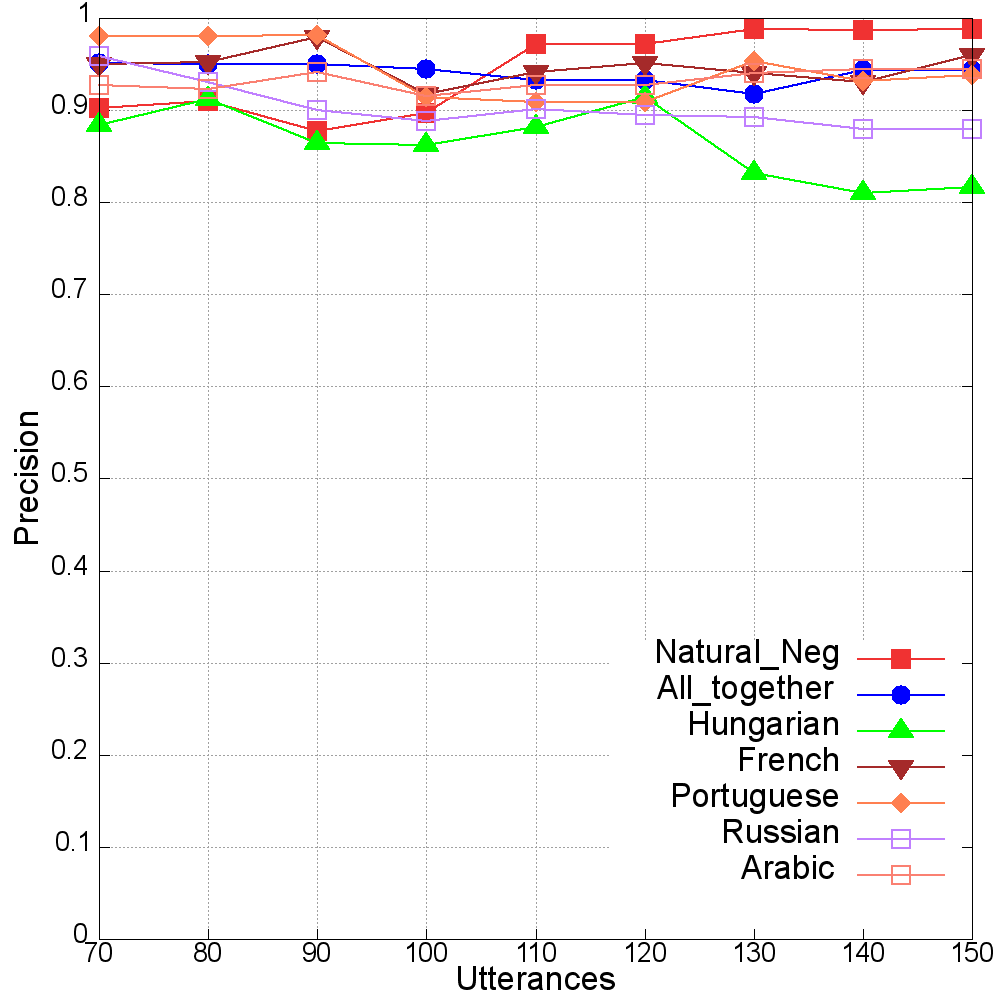 1
0.9
0.8
0.7
0.6
0.5
0.4
0.3
0.2
0.1
0
Precision
Natural_Neg
All_together
Hungarian
French
Portuguese
Russian
Arabic
70 80 90 100 110 120 130 140 150
Utterances